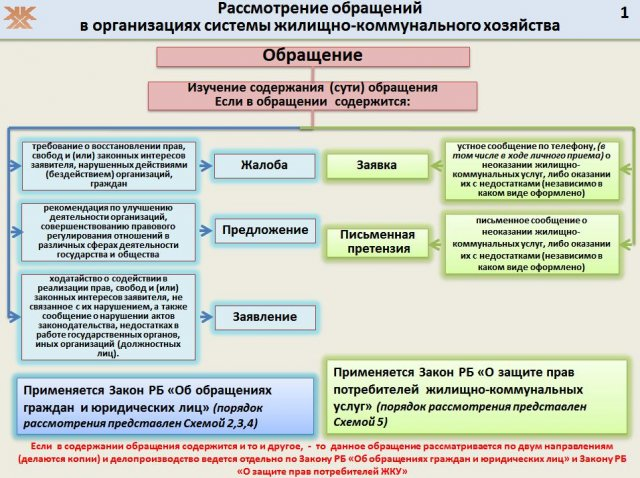 Рассмотрение обращений
в организациях системы жилищно-коммунального хозяйства
1
Обращение
Изучение содержания (сути) обращения
Если в обращении содержится:
требование о восстановлении прав,
свобод и (или) законных интересов
заявителя, нарушенных действиями
(бездействием) организаций,
граждан
Жалоба
рекомендация по улучшению
деятельности организаций,
совершенствованию правового
регулирования отношений в
различных сферах деятельности
государства и общества
Предложение
ходатайство о содействии в
реализации прав, свобод и (или)
законных интересов заявителя, не
связанное с их нарушением, а также
сообщение о нарушении актов
законодательства, недостатках в
работе государственных органов,
иных организаций (должностных
лиц).
Заявление
Заявка
устное сообщение по телефону, (в
том числе в ходе личного приема) о
неоказании жилищно-
коммунальных услуг, либо оказании
их с недостатками (независимо в
каком виде оформлено)
Письменная
претензия
письменное сообщение о
неоказании жилищно-
коммунальных услуг, либо оказании
их с недостатками (независимо в
каком виде оформлено)
Применяется Закон РБ «Об обращениях
граждан и юридических лиц» (порядок
рассмотрения представлен Схемой 2,3,4)
Применяется Закон РБ «О защите прав
потребителей жилищно-коммунальных
услуг» (порядок рассмотрения представлен
Схемой 5)
Если в содержании обращения содержится и то и другое, - то данное обращение рассматривается по двум направлениям
(делаются копии) и делопроизводство ведется отдельно по Закону РБ «Об обращениях граждан и юридических лиц» и Закону РБ
«О защите прав потребителей ЖКУ»